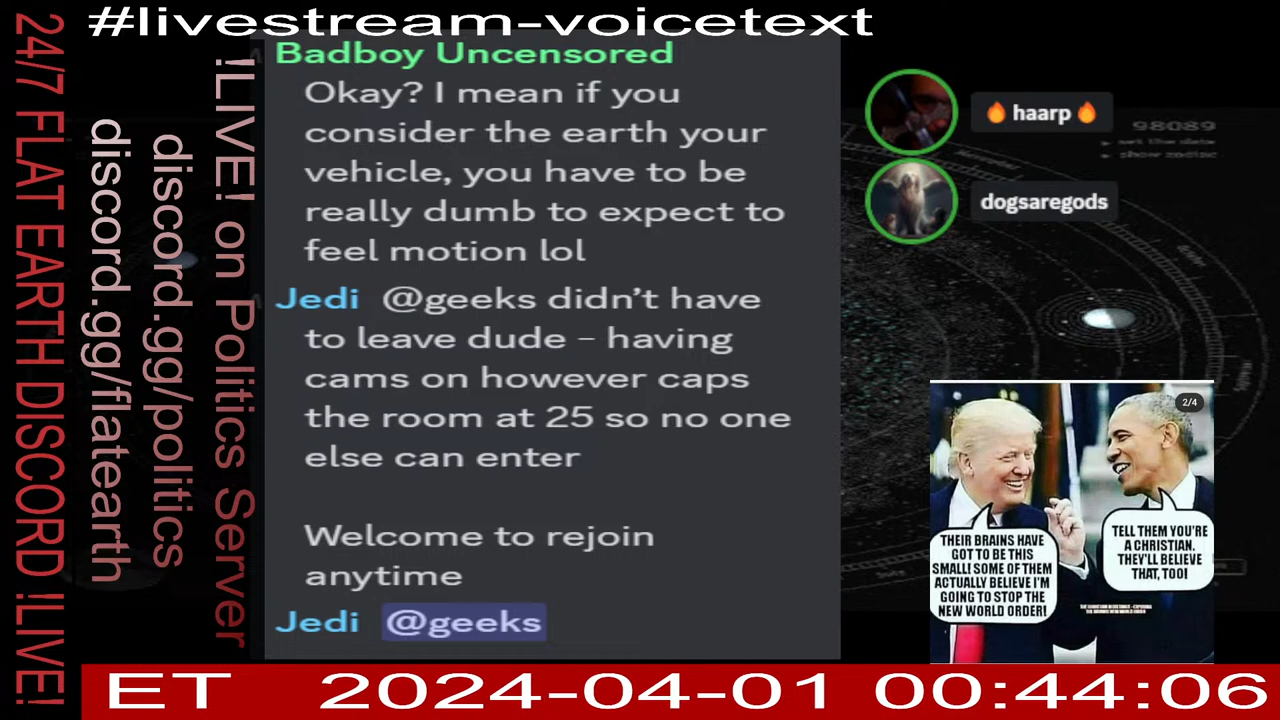 #livestream-voicetext
24/7 FLAT EARTH DISCORD !LIVE!
discord.gg/flatearth
discord.gg/politics
!LIVE! on Politics Server
Badboy Uncensored
Okay? I mean if you
consider the earth your
vehicle, you have to be
really dumb to expect to
feel motion lol
Jedi @geeks didn't have
to leave dude – having
cams on however caps
the room at 25 so no one
else can enter
Welcome to rejoin
anytime
Jedi @geeks
🔥 haarp 🔥
dogsaregods
98089
set the date
show zodiac
2/4
THEIR BRAINS HAVE
GOT TO BE THIS
SMALL! SOME OF THEM
ACTUALLY BELIEVE I'M
GOING TO STOP THE
NEW WORLD ORDER!
TELL THEM YOU'RE
A CHRISTIAN.
THEY'LL BELIEVE
THAT, TOO!
ET 2024-04-01 00:44:06